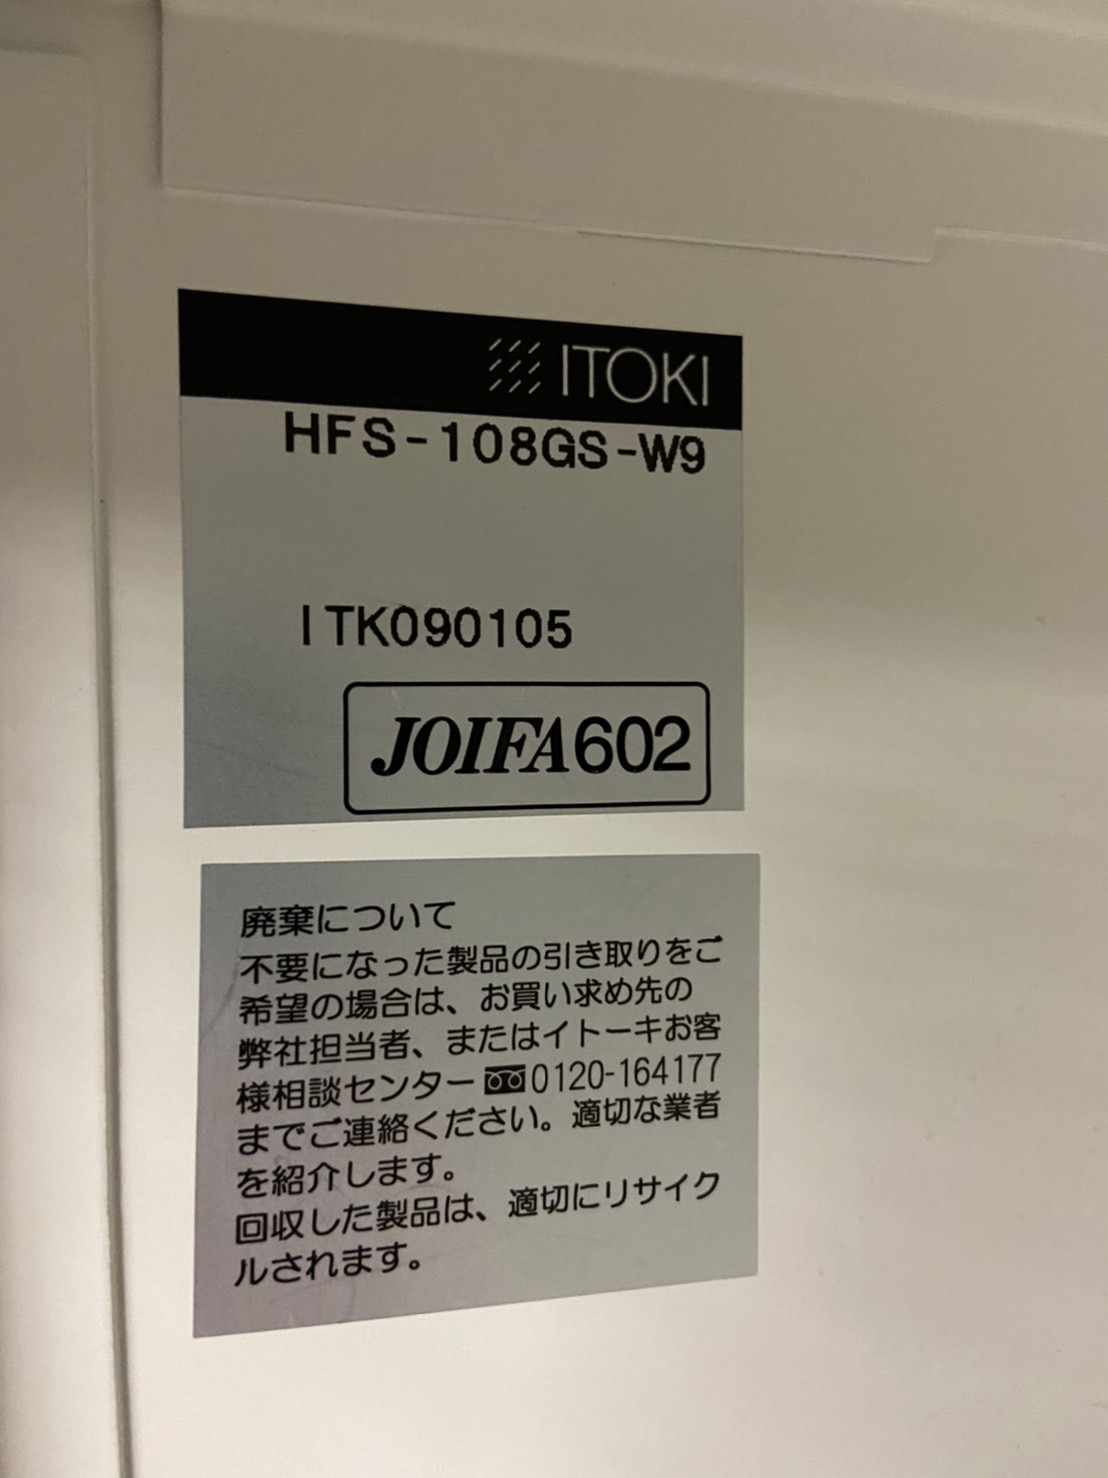 ITOKI
HFS-108GS-W9
ITK090105
JOIFA602
廃棄について
不要になった製品の引き取りをご
希望の場合は、お買い求め先の
弊社担当者、またはイトーキお客
様相談センター0120-164177
までご連絡ください。適切な業者
を紹介します。
回収した製品は、適切にリサイク
ルされます。